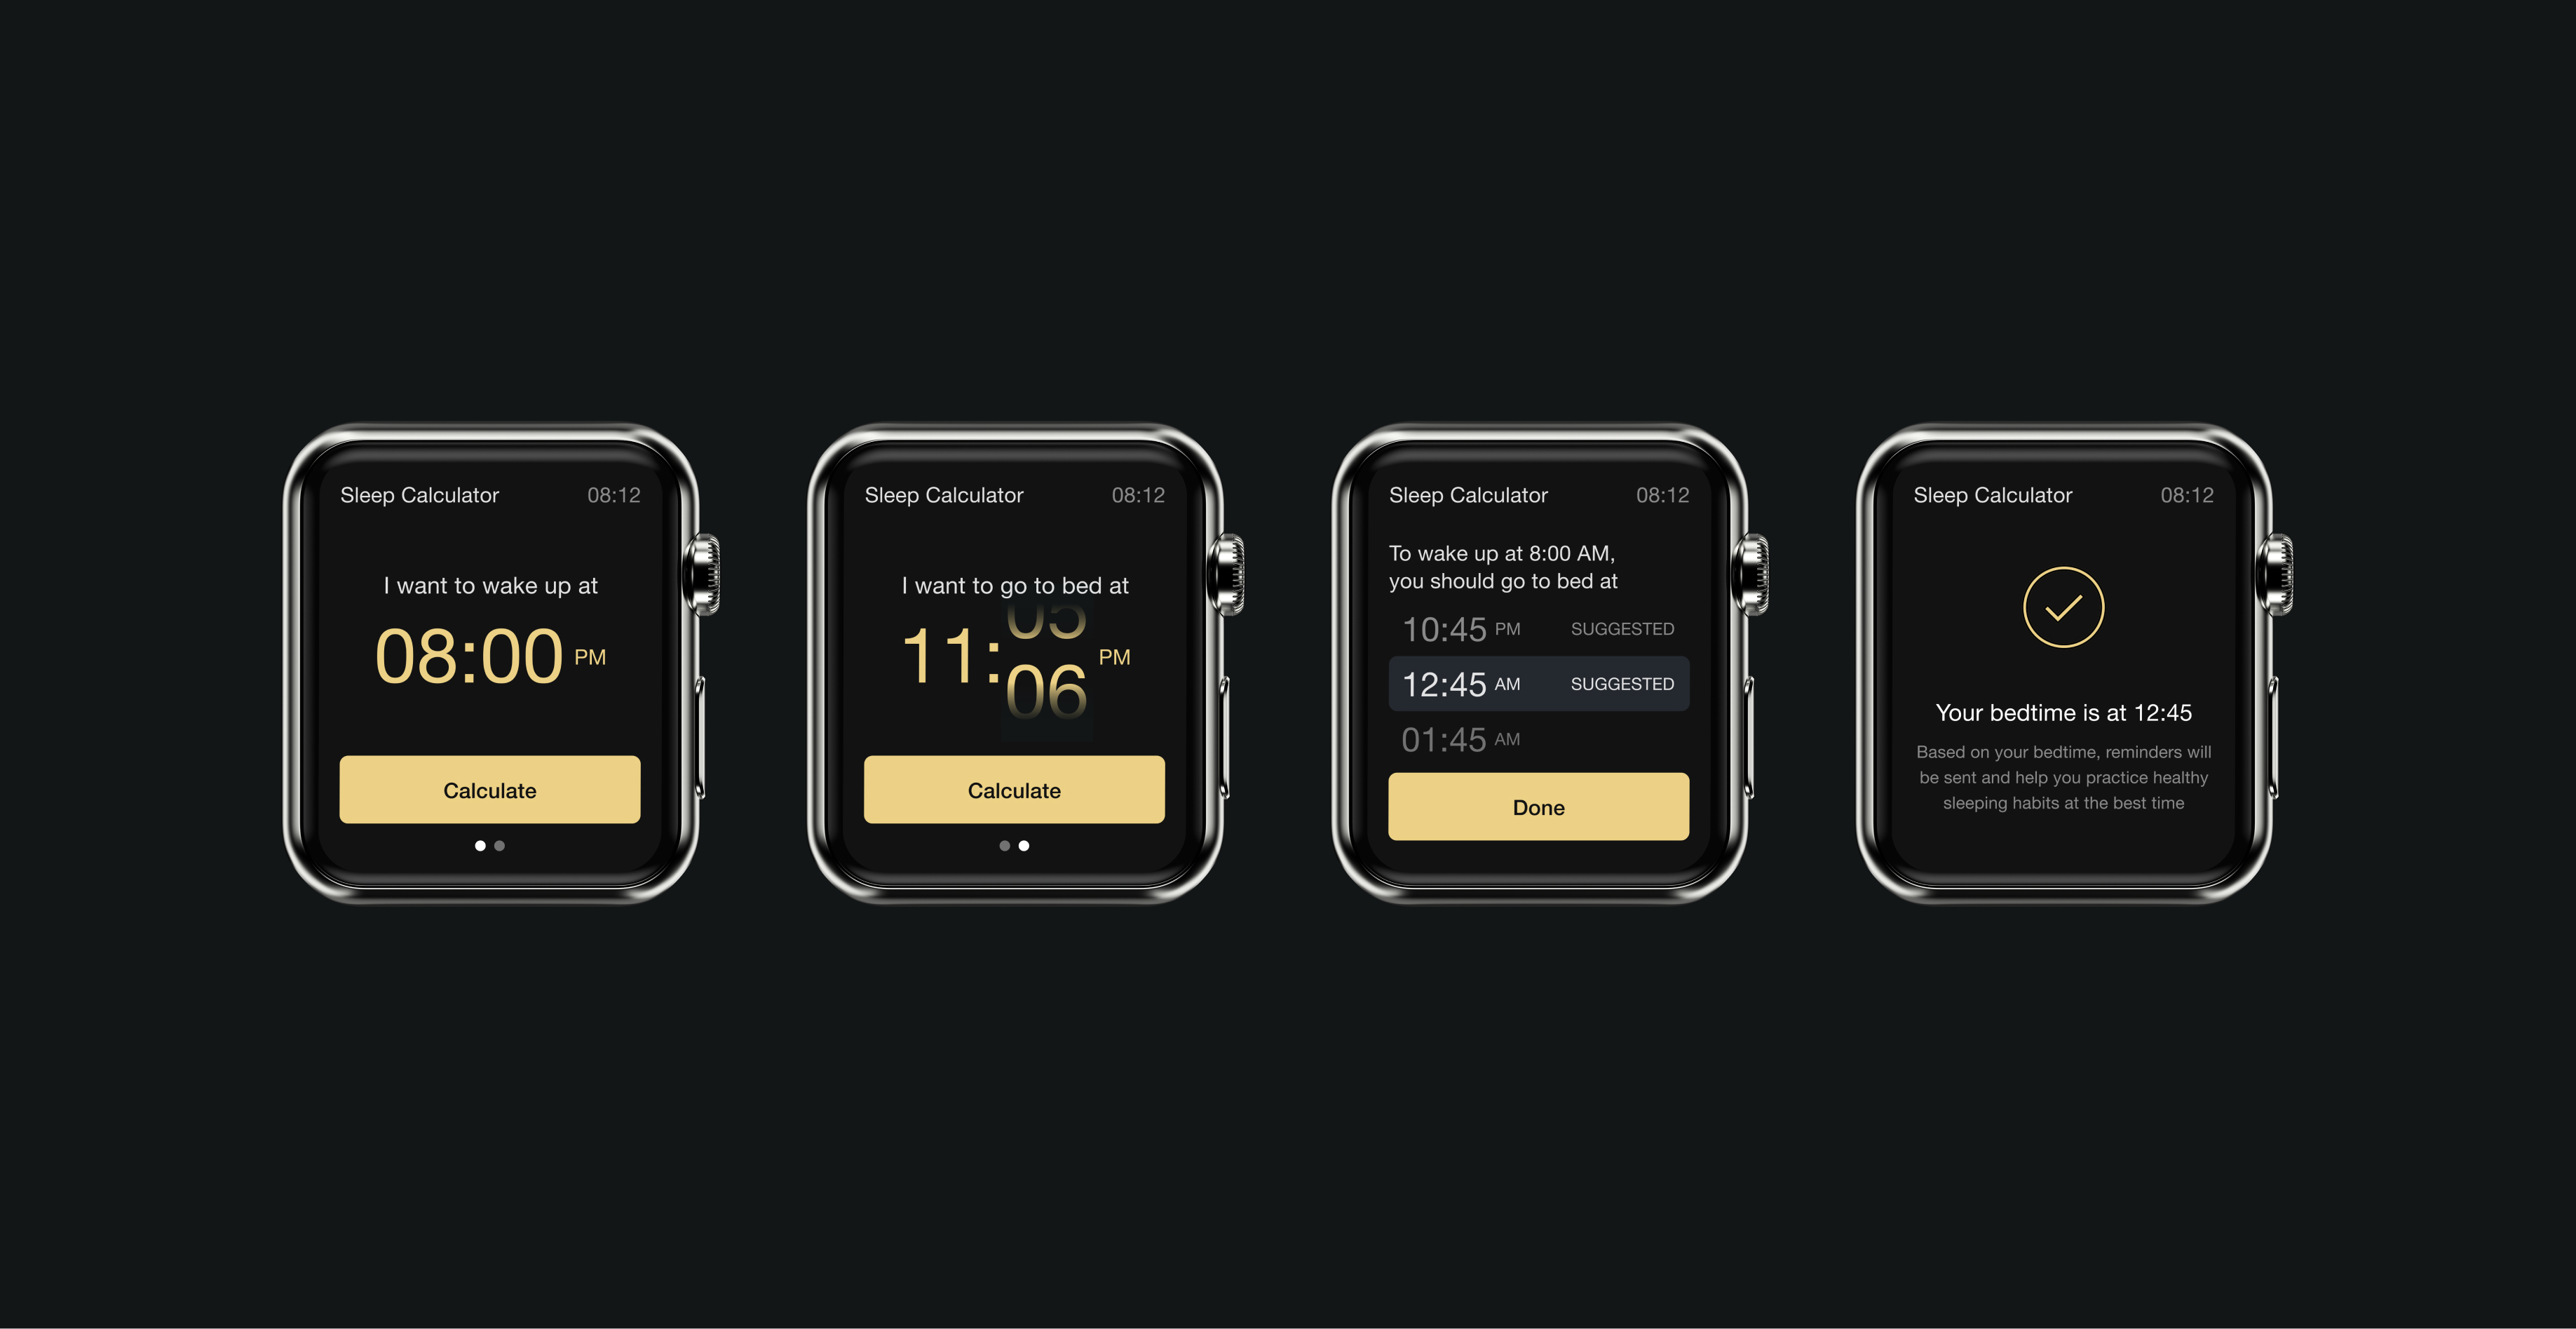 Sleep Calculator 08:12
I want to wake up at
08:00 PM
Calculate
Sleep Calculator 08:12
I want to go to bed at
05
11: PM
06
Calculate
Sleep Calculator 08:12
To wake up at 8:00 AM,
you should go to bed at
10:45 PM SUGGESTED
12:45 AM SUGGESTED
01:45 AM
Done
Sleep Calculator 08:12
Your bedtime is at 12:45
Based on your bedtime, reminders will
be sent and help you practice healthy
sleeping habits at the best time